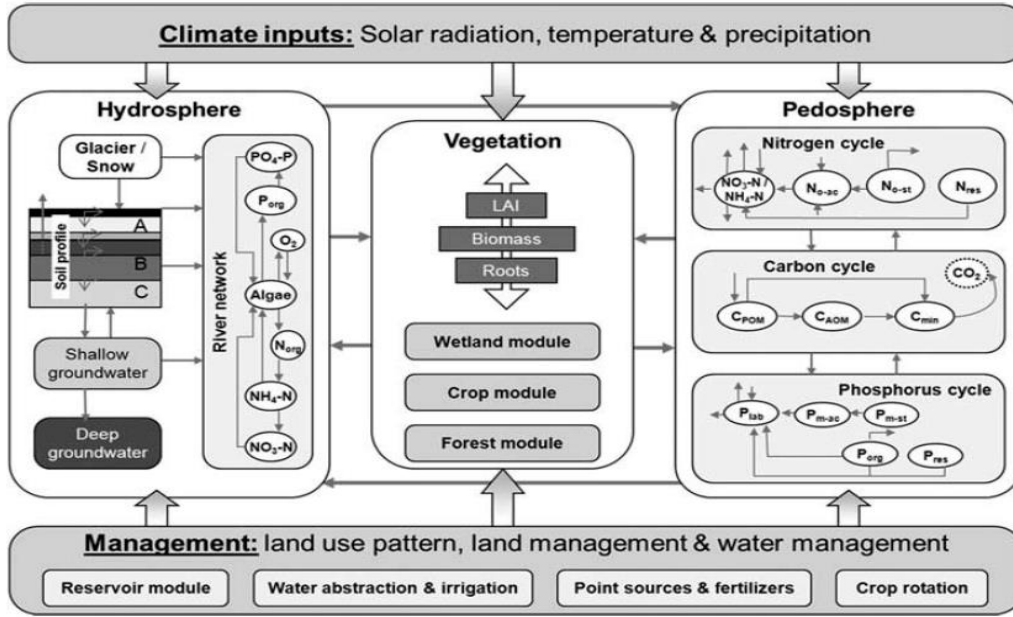 Climate inputs: Solar radiation, temperature & precipitation
Hydrosphere
Glacier /
Snow
Soil profile
A
B
C
Shallow
groundwater
Deep
groundwater
River network
PO₄-P
Pₒᵣg
O₂
Algae
Nₒᵣg
NH₄-N
NO₃-N
Vegetation
LAI
Biomass
Roots
Wetland module
Crop module
Forest module
Pedosphere
Nitrogen cycle
NO₃-N /
NH₄-N
Nₒ₋ac
Nₒ₋st
Nres
Carbon cycle
CO₂
CPOM
CAOM
Cmin
Phosphorus cycle
Plab
Pm-ac
Pm-st
Porg
Pres
Management: land use pattern, land management & water management
Reservoir module
Water abstraction & irrigation
Point sources & fertilizers
Crop rotation